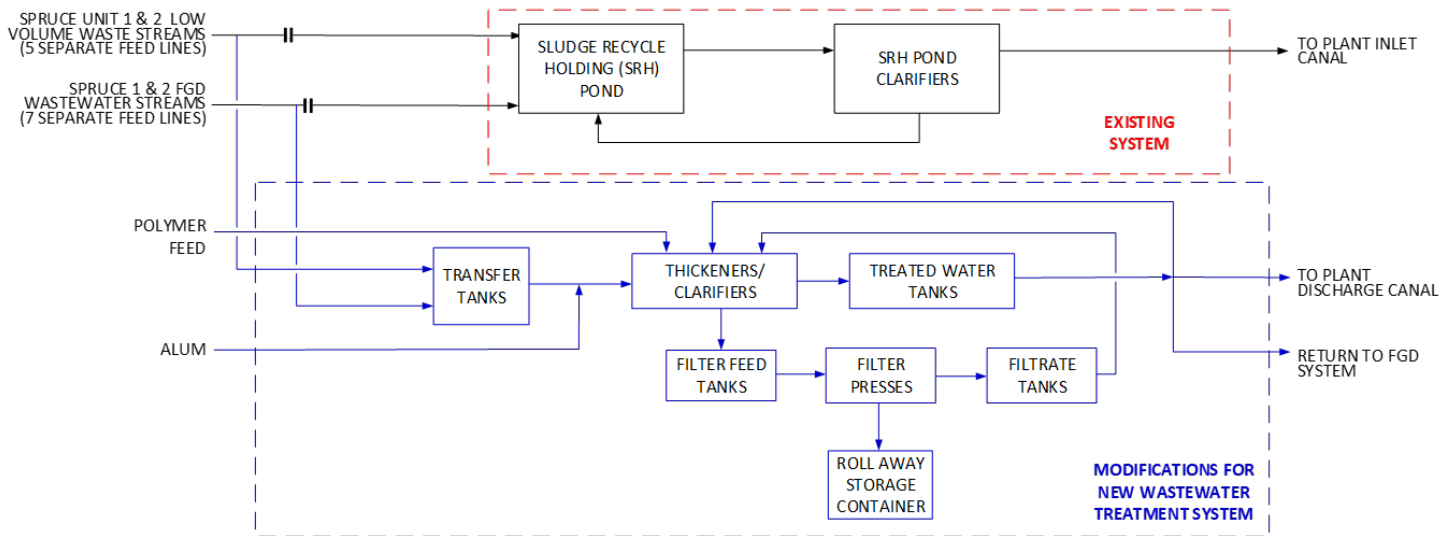 SPRUCE UNIT 1 & 2 LOW
VOLUME WASTE STREAMS
(5 SEPARATE FEED LINES)
SPRUCE 1 & 2 FGD
WASTEWATER STREAMS
(7 SEPARATE FEED LINES)
SLUDGE RECYCLE
HOLDING (SRH)
POND
SRH POND
CLARIFIERS
TO PLANT INLET
CANAL
EXISTING
SYSTEM
POLYMER
FEED
TRANSFER
TANKS
THICKENERS/
CLARIFIERS
TREATED WATER
TANKS
TO PLANT
DISCHARGE CANAL
ALUM
FILTER FEED
TANKS
FILTER
PRESSES
FILTRATE
TANKS
RETURN TO FGD
SYSTEM
ROLL AWAY
STORAGE
CONTAINER
MODIFICATIONS FOR
NEW WASTEWATER
TREATMENT SYSTEM